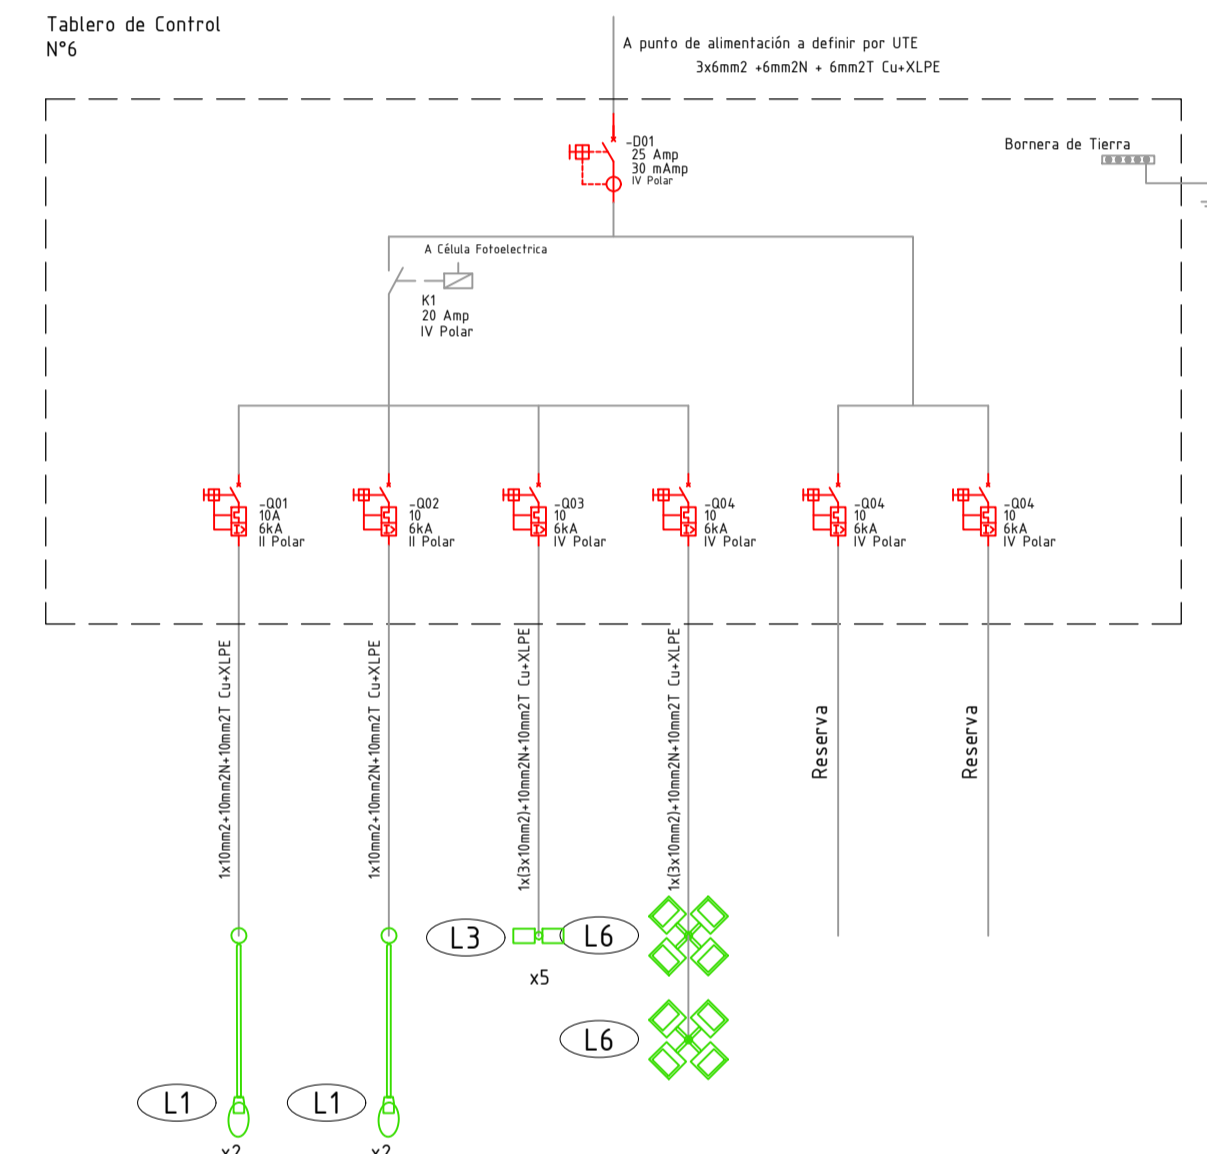 Tablero de Control
N°6
A punto de alimentación a definir por UTE
3x6mm2 +6mm2N + 6mm2T Cu+XLPE
-D01
25 Amp
30 mAmp
IV Polar
Bornera de Tierra
A Célula Fotoelectrica
K1
20 Amp
IV Polar
-Q01
10A
6kA
II Polar
-Q02
10
6kA
II Polar
-Q03
10
6kA
IV Polar
-Q04
10
6kA
IV Polar
-Q04
10
6kA
IV Polar
-Q04
10
6kA
IV Polar
1x10mm2+10mm2N+10mm2T Cu+XLPE
1x10mm2+10mm2N+10mm2T Cu+XLPE
1x(3x10mm2)+10mm2N+10mm2T Cu+XLPE
1x(3x10mm2)+10mm2N+10mm2T Cu+XLPE
Reserva
Reserva
L3
x5
L6
L6
L1
x2
L1
x2